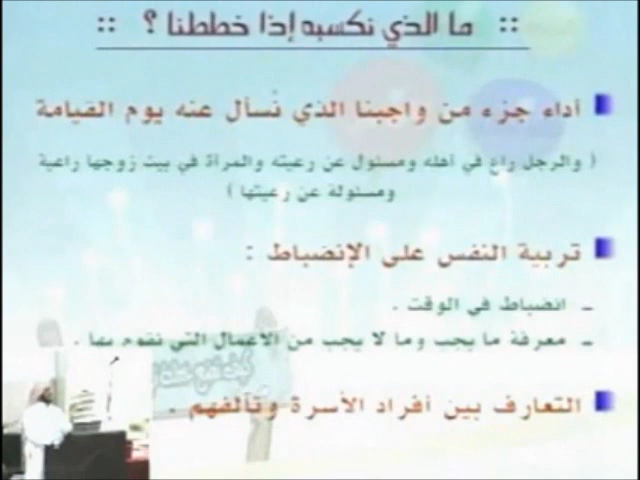 :: ما الذي نكسبه إذا خططنا ؟ ::
أداء جزء من واجبنا الذي نُسأل عنه يوم القيامة
( والرجل راع في أهله ومسئول عن رعيته والمرأة في بيت زوجها راعية
ومسئولة عن رعيتها )
تربية النفس على الإنضباط :
ـ انضباط في الوقت .
ـ معرفة ما يجب وما لا يجب من الاعمال التي نقوم بها .
التعارف بين أفراد الأسرة وتآلفهم .